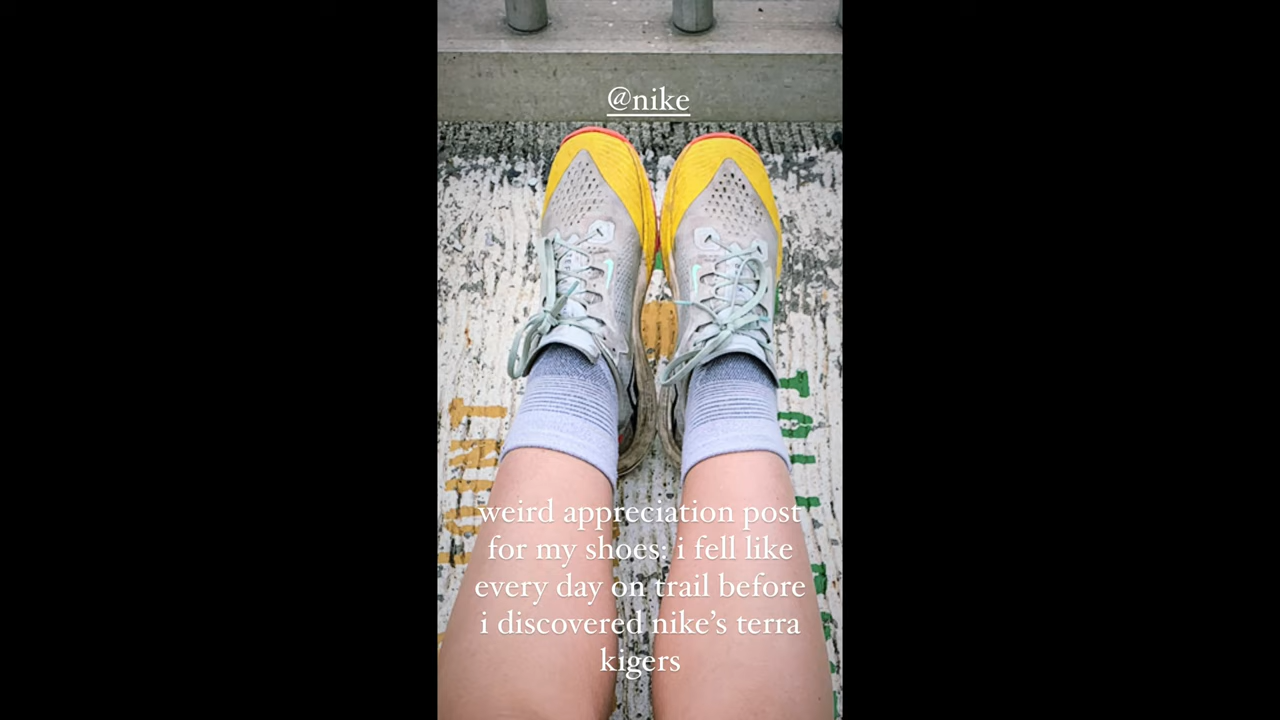 @nike
weird appreciation post
for my shoes: i fell like
every day on trail before
i discovered nike's terra
kigers